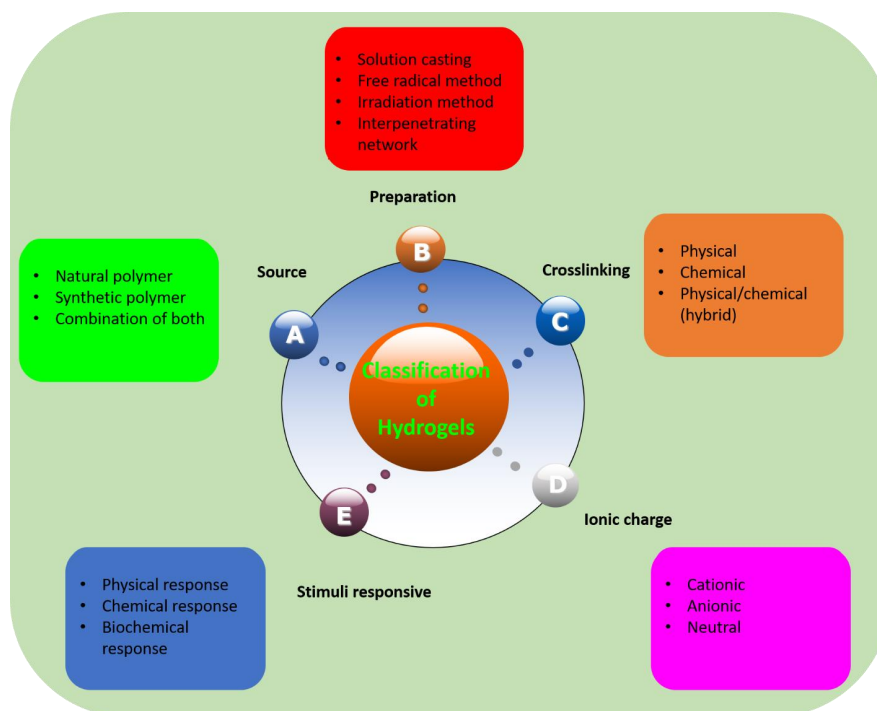 • Solution casting
• Free radical method
• Irradiation method
• Interpenetrating
network
Preparation
B
• Natural polymer
• Synthetic polymer
• Combination of both
Source
A
Crosslinking
C
• Physical
• Chemical
• Physical/chemical
(hybrid)
Classification
of
Hydrogels
E
Stimuli responsive
• Physical response
• Chemical response
• Biochemical
response
D
Ionic charge
• Cationic
• Anionic
• Neutral